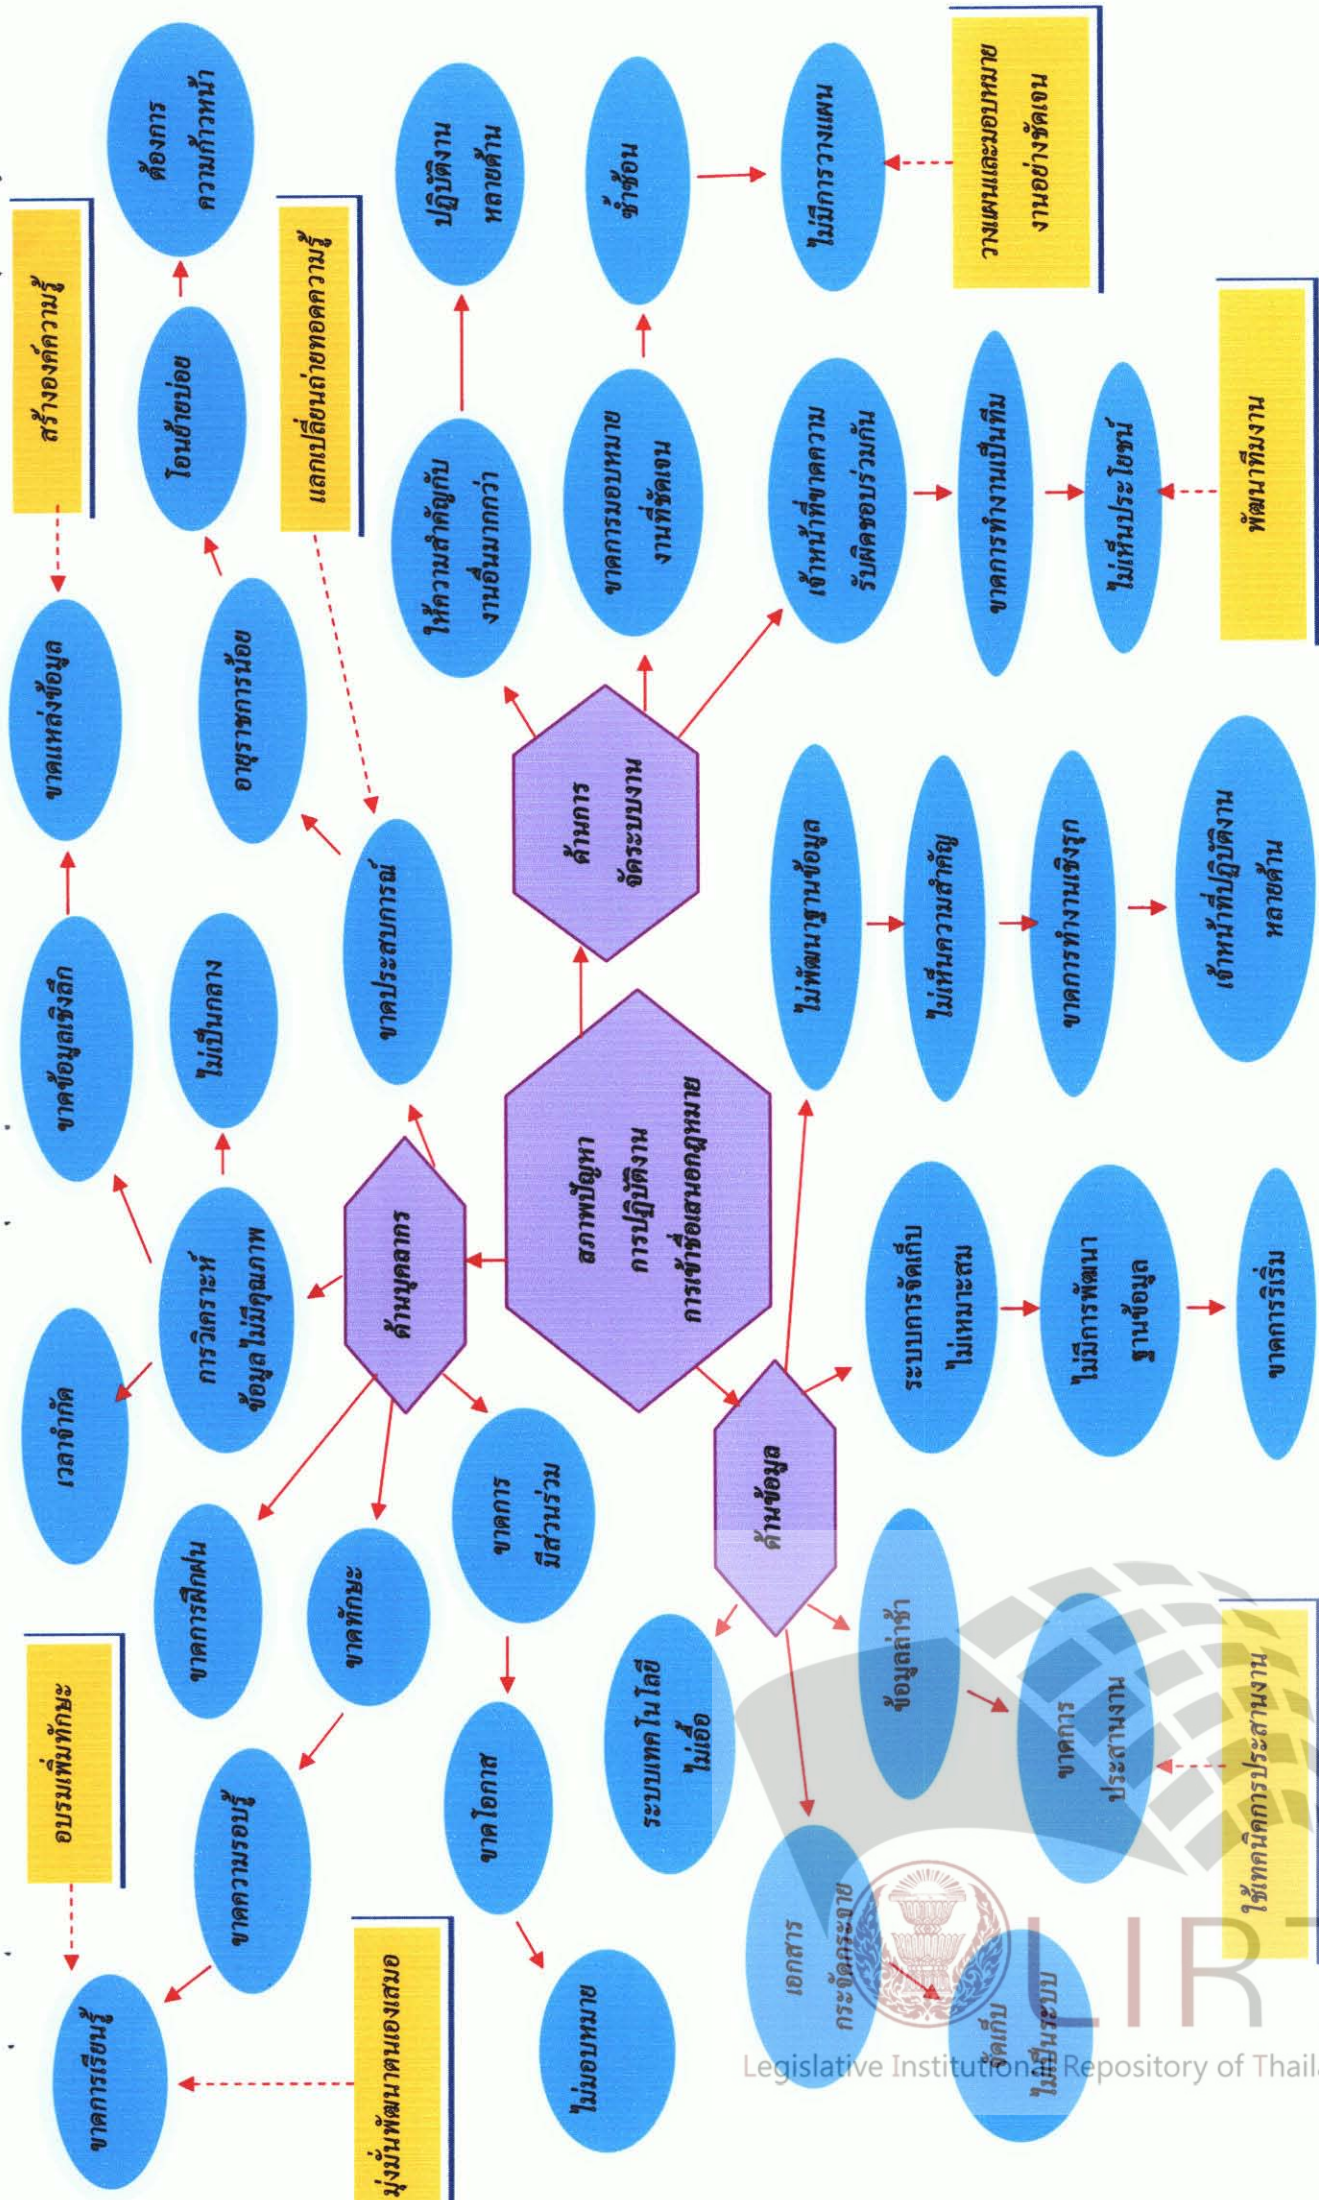 อบรมเพิ่มทักษะ
สร้างองค์ความรู้
ขาดการเรียนรู้
เวลาจำกัด
ขาดข้อมูลเชิงลึก
ขาดแหล่งข้อมูล
ต้องการ
ความก้าวหน้า
ขาดความรอบรู้
ขาดการฝึกฝน
การวิเคราะห์
ข้อมูลไม่มีคุณภาพ
ไม่เป็นกลาง
อายุราชการน้อย
โอนย้ายบ่อย
มุ่งมั่นพัฒนาตนเองเสมอ
ขาดทักษะ
ด้านบุคลากร
ขาดประสบการณ์
แลกเปลี่ยนถ่ายทอดความรู้
ไม่มอบหมาย
ขาดโอกาส
ขาดการ
มีส่วนร่วม
ให้ความสำคัญกับ
งานอื่นมากกว่า
ปฏิบัติงาน
หลายด้าน
สภาพปัญหา
การปฏิบัติงาน
การเข้าชื่อเสนอกฎหมาย
ด้านการ
จัดระบบงาน
ขาดการมอบหมาย
งานที่ชัดเจน
ซ้ำซ้อน
ระบบเทคโนโลยี
ไม่เอื้อ
ด้านข้อมูล
ไม่พัฒนาฐานข้อมูล
เจ้าหน้าที่ขาดความ
รับผิดชอบร่วมกัน
ไม่มีการวางแผน
เอกสาร
กระจัดกระจาย
ข้อมูลล่าช้า
ระบบการจัดเก็บ
ไม่เหมาะสม
ไม่เห็นความสำคัญ
ขาดการทำงานเป็นทีม
วางแผนและมอบหมาย
งานอย่างชัดเจน
จัดเก็บ
ไม่เป็นระบบ
ขาดการ
ประสานงาน
ไม่มีการพัฒนา
ฐานข้อมูล
ขาดการทำงานเชิงรุก
ไม่เห็นประโยชน์
ใช้เทคนิคการประสานงาน
ขาดการริเริ่ม
เจ้าหน้าที่ปฏิบัติงาน
หลายด้าน
พัฒนาทีมงาน
LIRT
Legislative Institutional Repository of Thaila